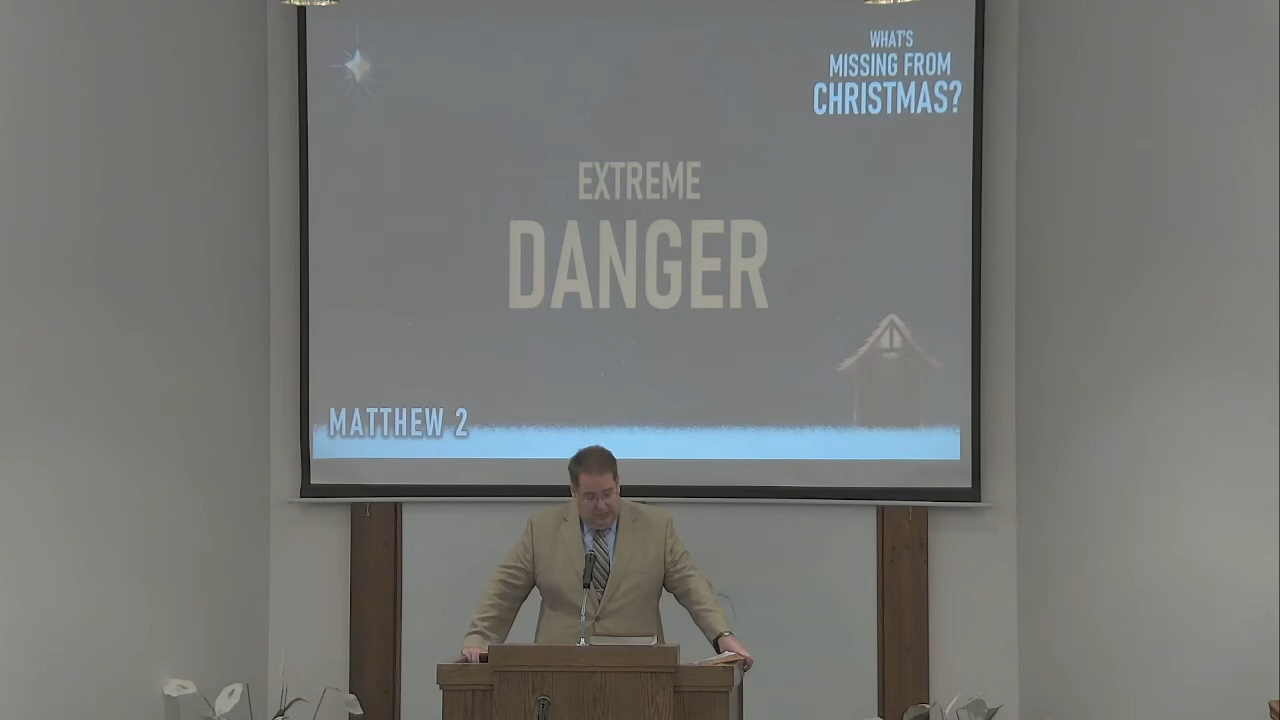 WHAT'S
MISSING FROM
CHRISTMAS?
EXTREME
DANGER
MATTHEW 2